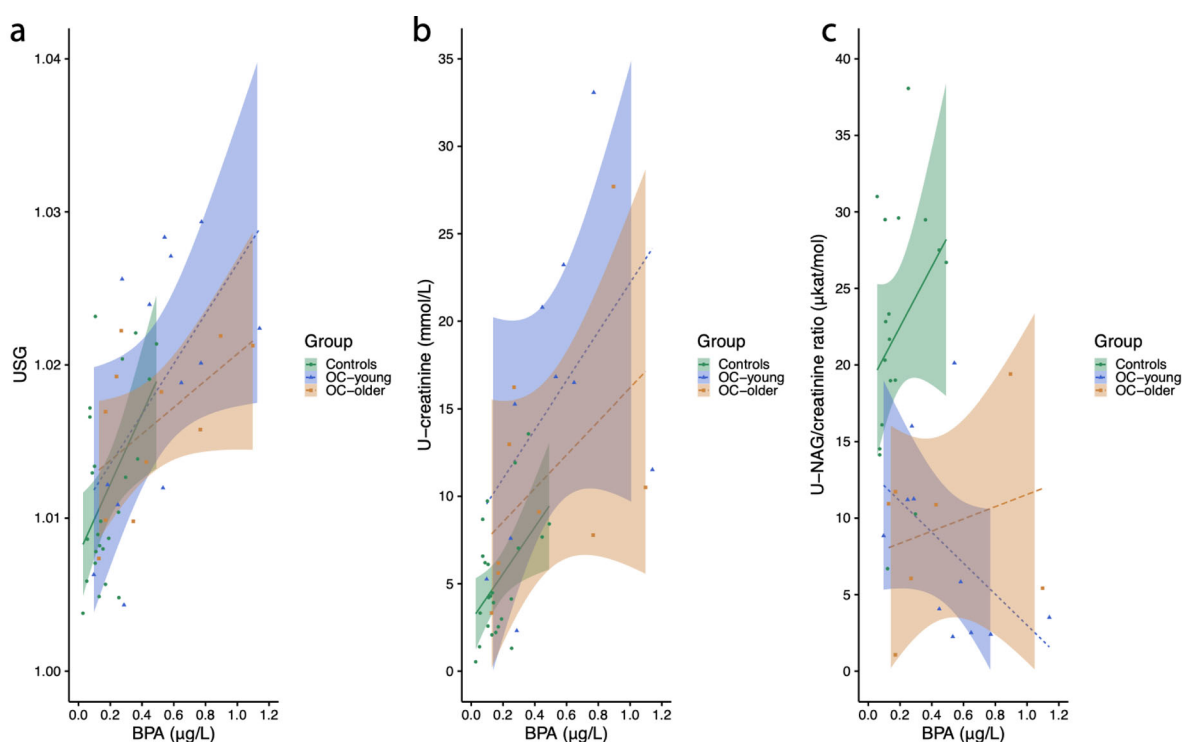 a
USG
1.04
1.03
1.02
1.01
1.00
0.0 0.2 0.4 0.6 0.8 1.0 1.2
BPA (μg/L)
Group
Controls
OC-young
OC-older
b
U-creatinine (mmol/L)
35
30
25
20
15
10
5
0
0.0 0.2 0.4 0.6 0.8 1.0 1.2
BPA (μg/L)
Group
Controls
OC-young
OC-older
c
U-NAG/creatinine ratio (μkat/mol)
40
35
30
25
20
15
10
5
0
0.0 0.2 0.4 0.6 0.8 1.0 1.2
BPA (μg/L)
Group
Controls
OC-young
OC-older